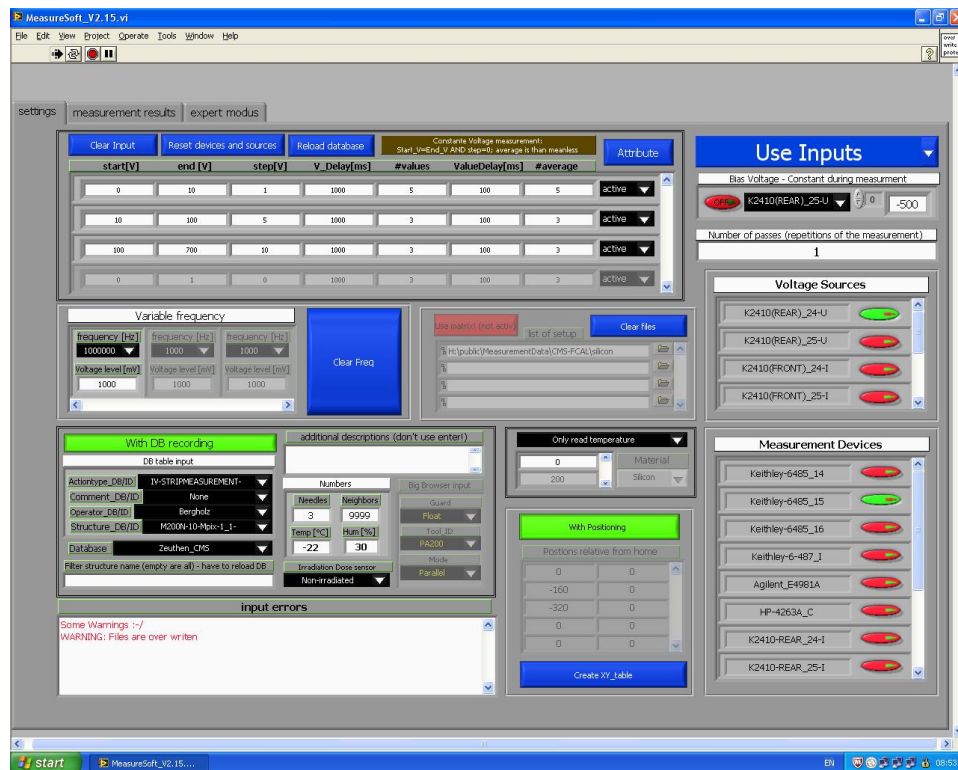 MeasureSoft_V2.15.vi
File Edit View Project Operate Tools Window Help
over
write
prote
settings measurement results expert modus
Clear Input Reset devices and sources Reload database
Constante Voltage measurement:
Start_V=End_V AND step=0; average is than meanless
Attribute
start[V] end [V] step[V] V_Delay[ms] #values ValueDelay[ms] #average
0 10 1 1000 5 100 5 active
10 100 5 1000 3 100 3 active
100 700 10 1000 3 100 3 active
0 1 0 1000 3 100 3 active
Use Inputs
Bias Voltage - Constant during measurment
OFF K2410(REAR)_25-U 0 -500
Number of passes (repetitions of the measurement)
1
Voltage Sources
K2410(REAR)_24-U
K2410(REAR)_25-U
K2410(FRONT)_24-I
K2410(FRONT)_25-I
Variable frequency
frequency [Hz] frequency [Hz] frequency [Hz]
1000000 1000 1000
Voltage level [mV] Voltage level [mV] Voltage level [mV]
1000 1000 1000
Clear Freq
Use matrix! (not activ) list of setup Clear files
H:\public\MeasurementData\CMS-FCAL\silicon
With DB recording
DB table input
Actiontype_DB/ID IV-STRIPMEASUREMENT-
Comment_DB/ID None
Operator_DB/ID Bergholz
Structure_DB/ID M200N-10-Mpix-1_1-
Database Zeuthen_CMS
Filter structure name (empty are all) - have to reload DB
additional descriptions (don't use enter!)
Numbers
Needles Neighbors
3 9999
Temp [°C] Hum [%]
-22 30
Irradiation Dose sensor
Non-irradiated
Big Browser input
Guard
Float
Tool_ID
PA200
Mode
Parallel
Only read temperature
0 Material
200 Silicon
With Positioning
Postions relative from home
0 0
-160 0
-320 0
0 0
0 0
Create XY_table
Measurement Devices
Keithley-6485_14
Keithley-6485_15
Keithley-6485_16
Keithley-6-487_I
Agilent_E4981A
HP-4263A_C
K2410-REAR_24-I
K2410-REAR_25-I
input errors
Some Warnings :-/
WARNING: Files are over writen
start MeasureSoft_V2.15.... EN 08:53